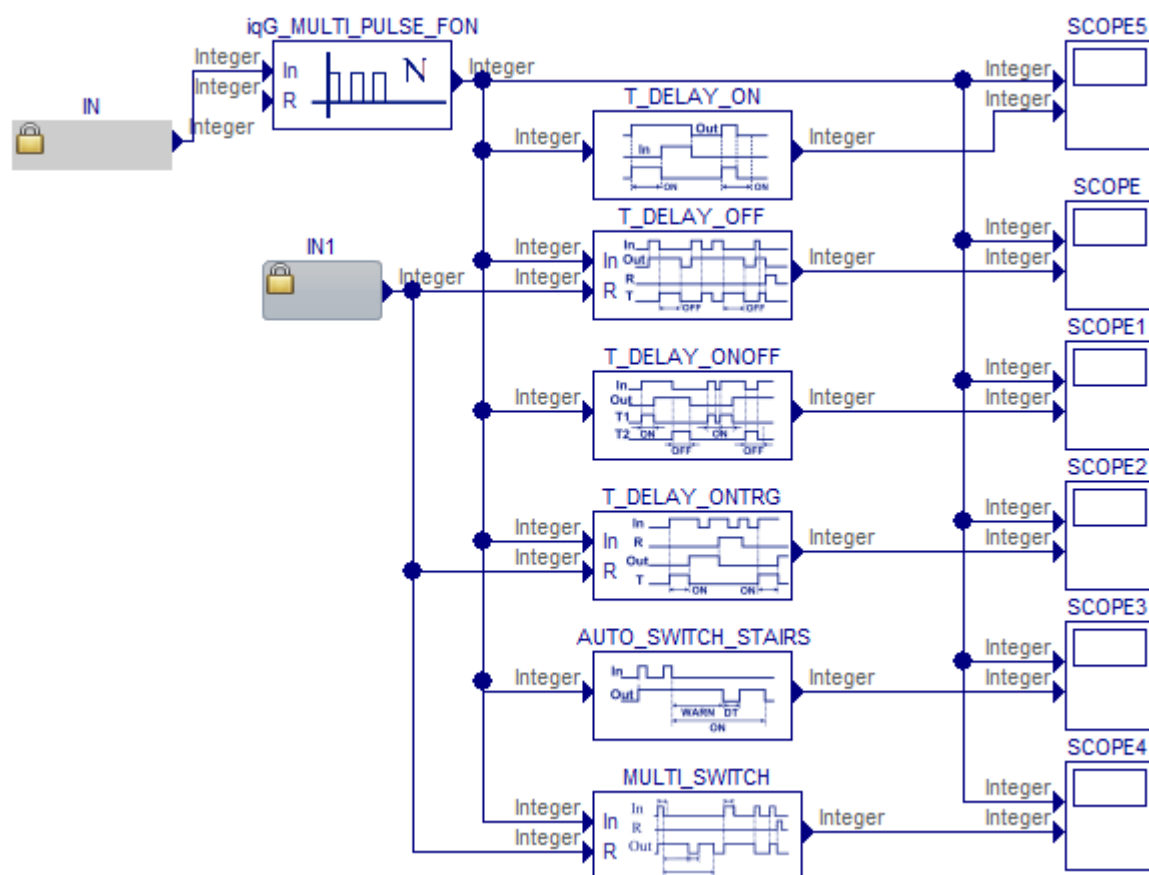 iqG_MULTI_PULSE_FON
SCOPE5
Integer
In
N
Integer
Integer
Integer
R
T_DELAY_ON
Integer
IN
Integer
Integer
Out
Integer
In
ON
ON
SCOPE
T_DELAY_OFF
Integer
In
Integer
IN1
In
Out
Integer
Integer
Integer
Integer
R
R
T
OFF
OFF
SCOPE1
T_DELAY_ONOFF
Integer
In
Integer
Out
Integer
Integer
T1
T2
ON
ON
OFF
OFF
SCOPE2
T_DELAY_ONTRG
Integer
In
Integer
In
R
Integer
Integer
Integer
R
Out
T
ON
ON
SCOPE3
AUTO_SWITCH_STAIRS
Integer
In
Integer
Out
Integer
Integer
WARN
DT
ON
SCOPE4
MULTI_SWITCH
Integer
Integer
In
In
R
Integer
Integer
Integer
R
Out